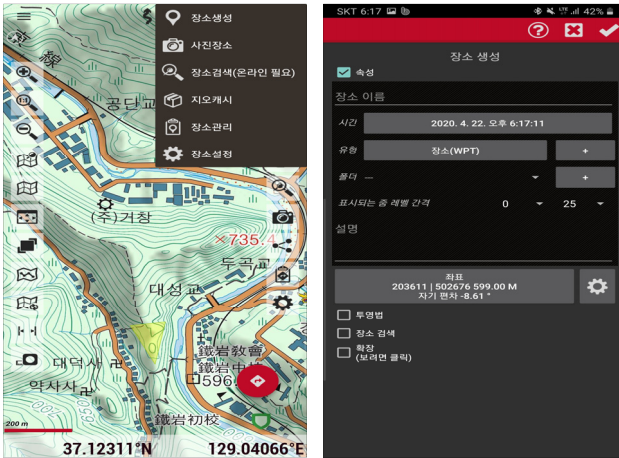 장소생성
사진장소
장소검색(온라인 필요)
지오캐시
장소관리
장소설정
1:1
공단교
(주)거창
×735.4
두곡교
대성교
鐵岩敎會
鐵岩中
596
대덕사
약사사
鐵岩初校
200 m
37.12311°N 129.04066°E
SKT 6:17 LTE 42%
장소 생성
속성
장소 이름
시간 2020. 4. 22. 오후 6:17:11
유형 장소(WPT) +
폴더 --- +
표시되는 줌 레벨 간격 0 25
설명
좌표
203611 | 502676 599.00 M
자기 편차 -8.61 °
투영법
장소 검색
확장
(보려면 클릭)